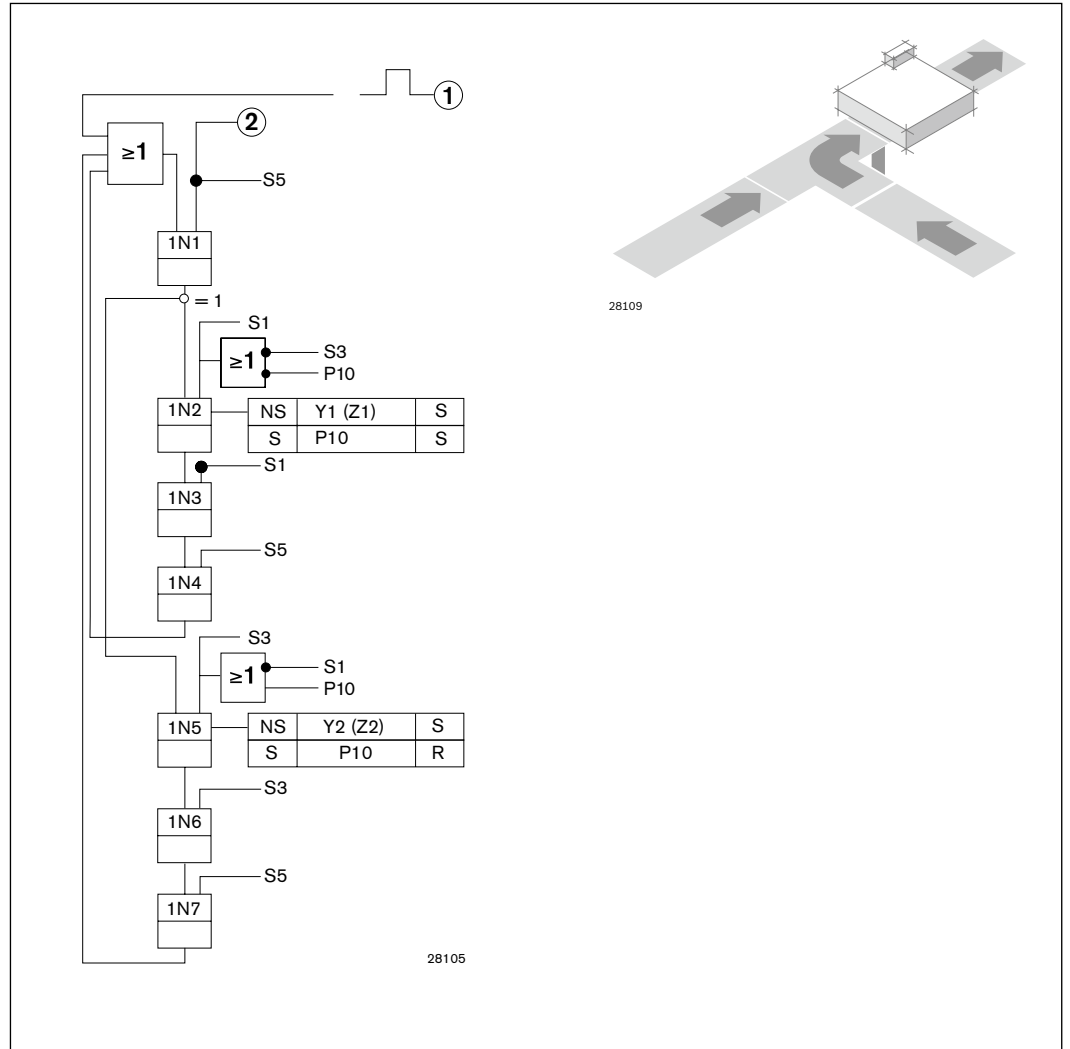 1
2
≥1
S5
1N1
= 1
S1
≥1
S3
P10
1N2
NS Y1 (Z1) S
S P10 S
S1
1N3
S5
1N4
S3
≥1
S1
P10
1N5
NS Y2 (Z2) S
S P10 R
S3
1N6
S5
1N7
28105
28109